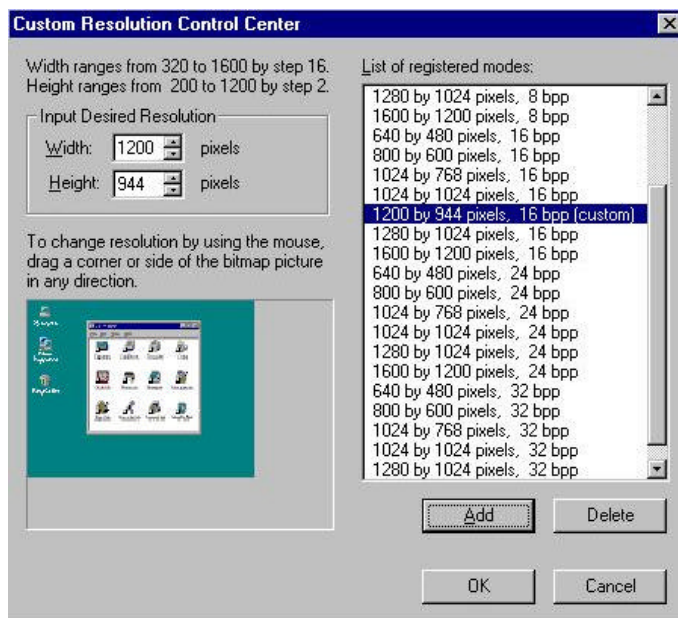 Custom Resolution Control Center
Width ranges from 320 to 1600 by step 16.
Height ranges from 200 to 1200 by step 2.
Input Desired Resolution
Width: 1200 pixels
Height: 944 pixels
To change resolution by using the mouse,
drag a corner or side of the bitmap picture
in any direction.
List of registered modes:
1280 by 1024 pixels, 8 bpp
1600 by 1200 pixels, 8 bpp
640 by 480 pixels, 16 bpp
800 by 600 pixels, 16 bpp
1024 by 768 pixels, 16 bpp
1024 by 1024 pixels, 16 bpp
1200 by 944 pixels, 16 bpp (custom)
1280 by 1024 pixels, 16 bpp
1600 by 1200 pixels, 16 bpp
640 by 480 pixels, 24 bpp
800 by 600 pixels, 24 bpp
1024 by 768 pixels, 24 bpp
1024 by 1024 pixels, 24 bpp
1280 by 1024 pixels, 24 bpp
1600 by 1200 pixels, 24 bpp
640 by 480 pixels, 32 bpp
800 by 600 pixels, 32 bpp
1024 by 768 pixels, 32 bpp
1024 by 1024 pixels, 32 bpp
1280 by 1024 pixels, 32 bpp
Add
Delete
OK
Cancel